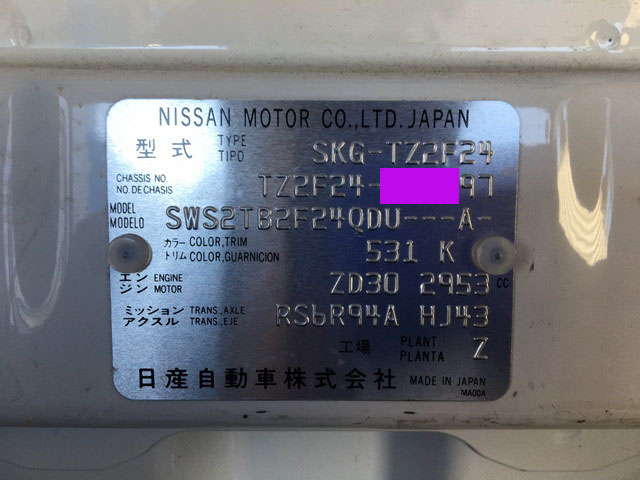 NISSAN MOTOR CO.,LTD. JAPAN
型式 TYPE TIPO SKG-TZ2F24
CHASSIS NO. NO. DE CHASIS TZ2F24- 97
MODEL MODELO SWS2TB2F24QDU---A-
カラー COLOR, TRIM
トリム COLOR, GUARNICION 531 K
エンジン ENGINE MOTOR ZD30 2953 CC
ミッション TRANS., AXLE
アクスル TRANS., EJE RS6R94A HJ43
工場 PLANT PLANTA Z
日産自動車株式会社 MADE IN JAPAN
MA00A